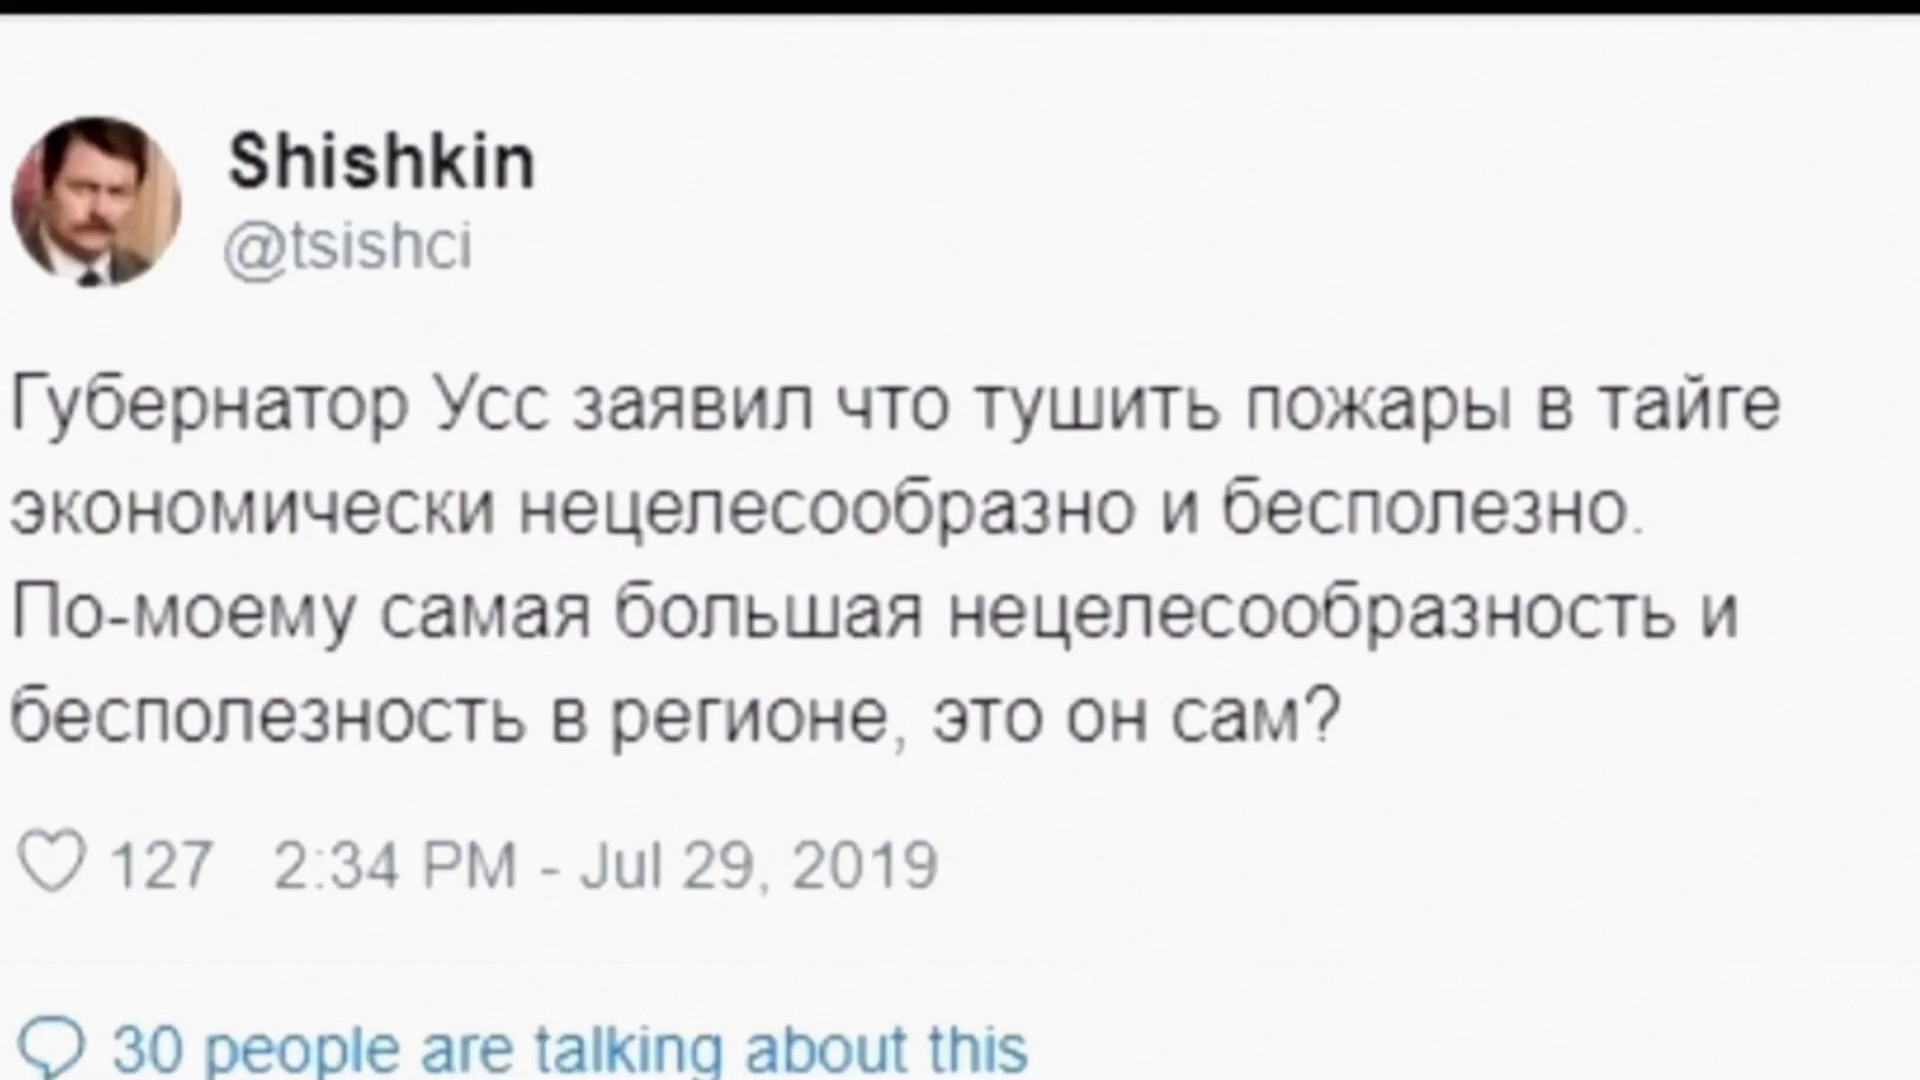 Shishkin
@tsishci
Губернатор Усс заявил что тушить пожары в тайге
экономически нецелесообразно и бесполезно.
По-моему самая большая нецелесообразность и
бесполезность в регионе, это он сам?
127 2:34 PM - Jul 29, 2019
30 people are talking about this